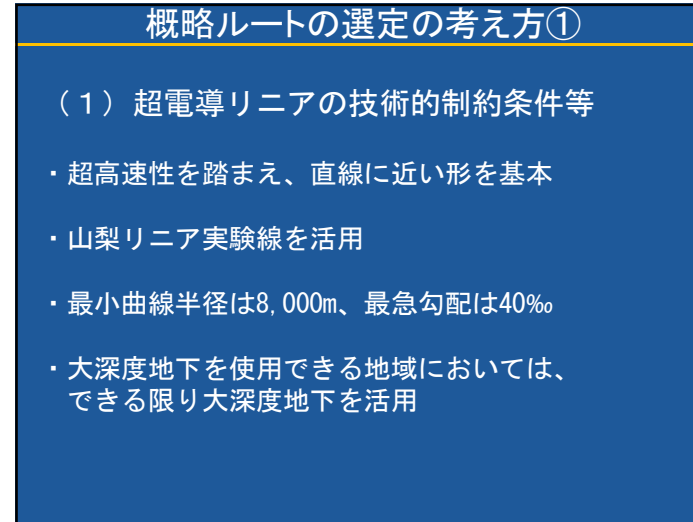 概略ルートの選定の考え方①
（１）超電導リニアの技術的制約条件等
・超高速性を踏まえ、直線に近い形を基本
・山梨リニア実験線を活用
・最小曲線半径は8,000m、最急勾配は40‰
・大深度地下を使用できる地域においては、
できる限り大深度地下を活用